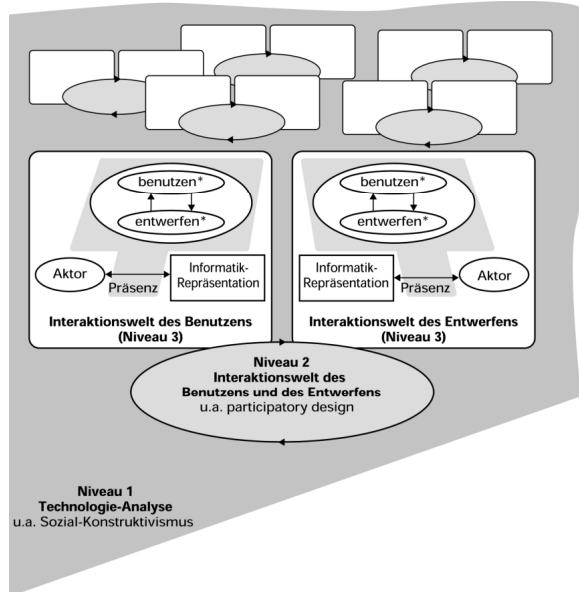 benutzen*
entwerfen*
Aktor
Präsenz
Informatik-
Repräsentation
Interaktionswelt des Benutzens
(Niveau 3)
benutzen*
entwerfen*
Informatik-
Repräsentation
Präsenz
Aktor
Interaktionswelt des Entwerfens
(Niveau 3)
Niveau 2
Interaktionswelt des
Benutzens und des Entwerfens
u.a. participatory design
Niveau 1
Technologie-Analyse
u.a. Sozial-Konstruktivismus